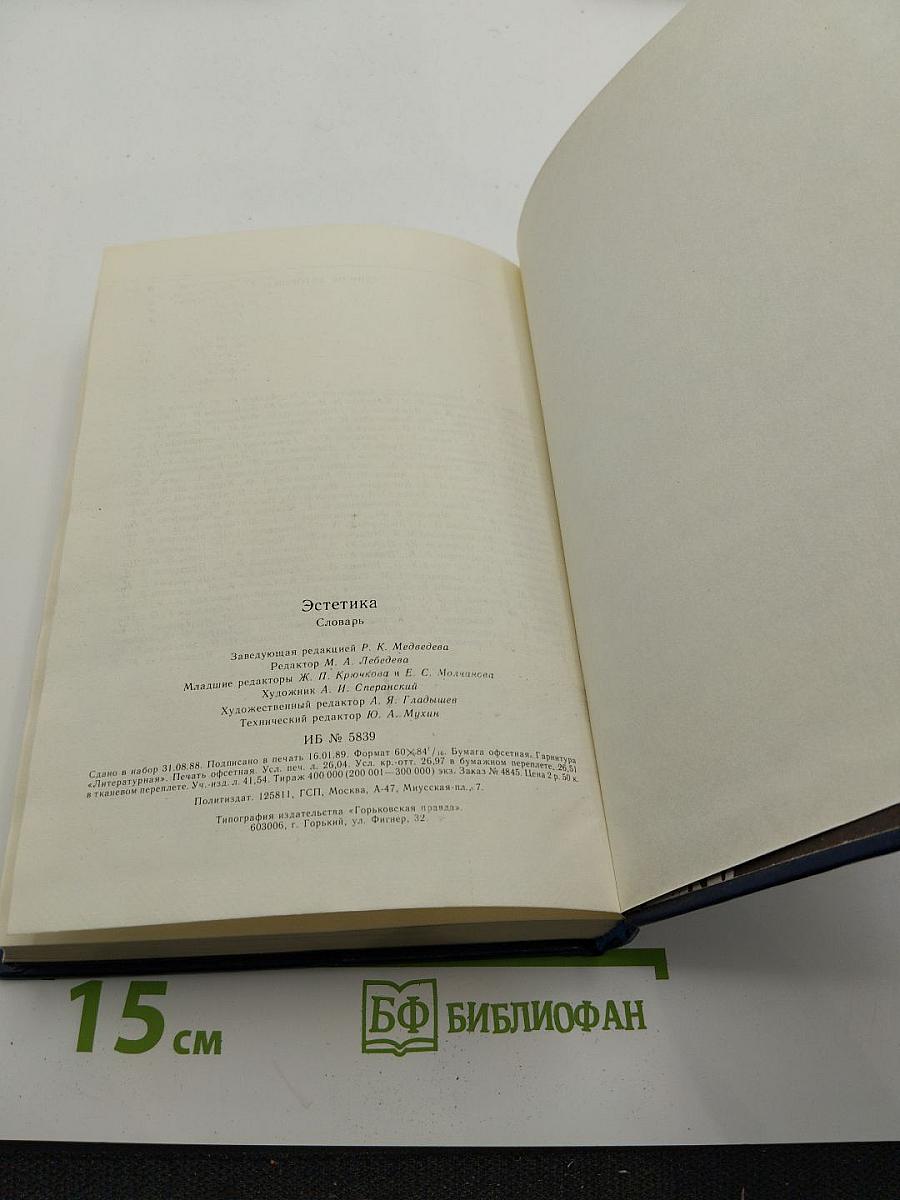 Эстетика
Словарь
Заведующая редакцией Р. К. Медведева
Редактор М. А. Лебедева
Младшие редакторы Ж. П. Крючкова и Е. С. Молчанова
Художник А. И. Сперанский
Художественный редактор А. Я. Гладышев
Технический редактор Ю. А. Мухин
ИБ № 5839
Сдано в набор 31.08.88. Подписано в печать 16.01.89. Формат 60×84¹/₁₆. Бумага офсетная. Гарнитура
«Литературная». Печать офсетная. Усл. печ. л. 26,04. Усл. кр.-отт. 26,97 в бумажном переплете, 26,51
в тканевом переплете. Уч.-изд. л. 41,54. Тираж 400 000 (200 001—300 000) экз. Заказ № 4845. Цена 2 р. 50 к.
Политиздат. 125811, ГСП, Москва, А-47, Миусская пл., 7.
Типография издательства «Горьковская правда».
603006, г. Горький, ул. Фигнер, 32.
15 см
БФ БИБЛИОФАН